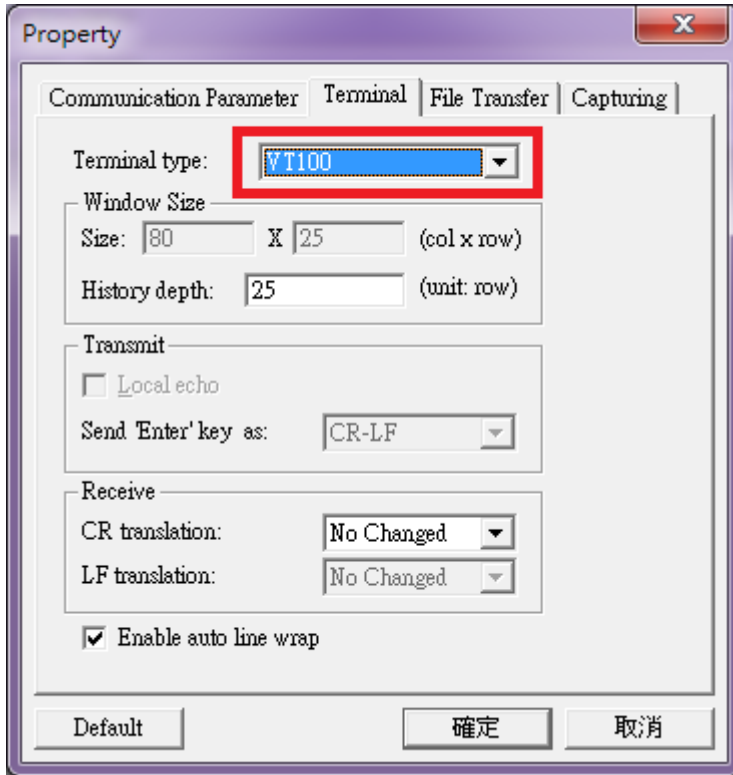 Property
Communication Parameter Terminal File Transfer Capturing
Terminal type: VT100
Window Size
Size: 80 X 25 (col x row)
History depth: 25 (unit: row)
Transmit
Local echo
Send 'Enter' key as: CR-LF
Receive
CR translation: No Changed
LF translation: No Changed
Enable auto line wrap
Default 確定 取消